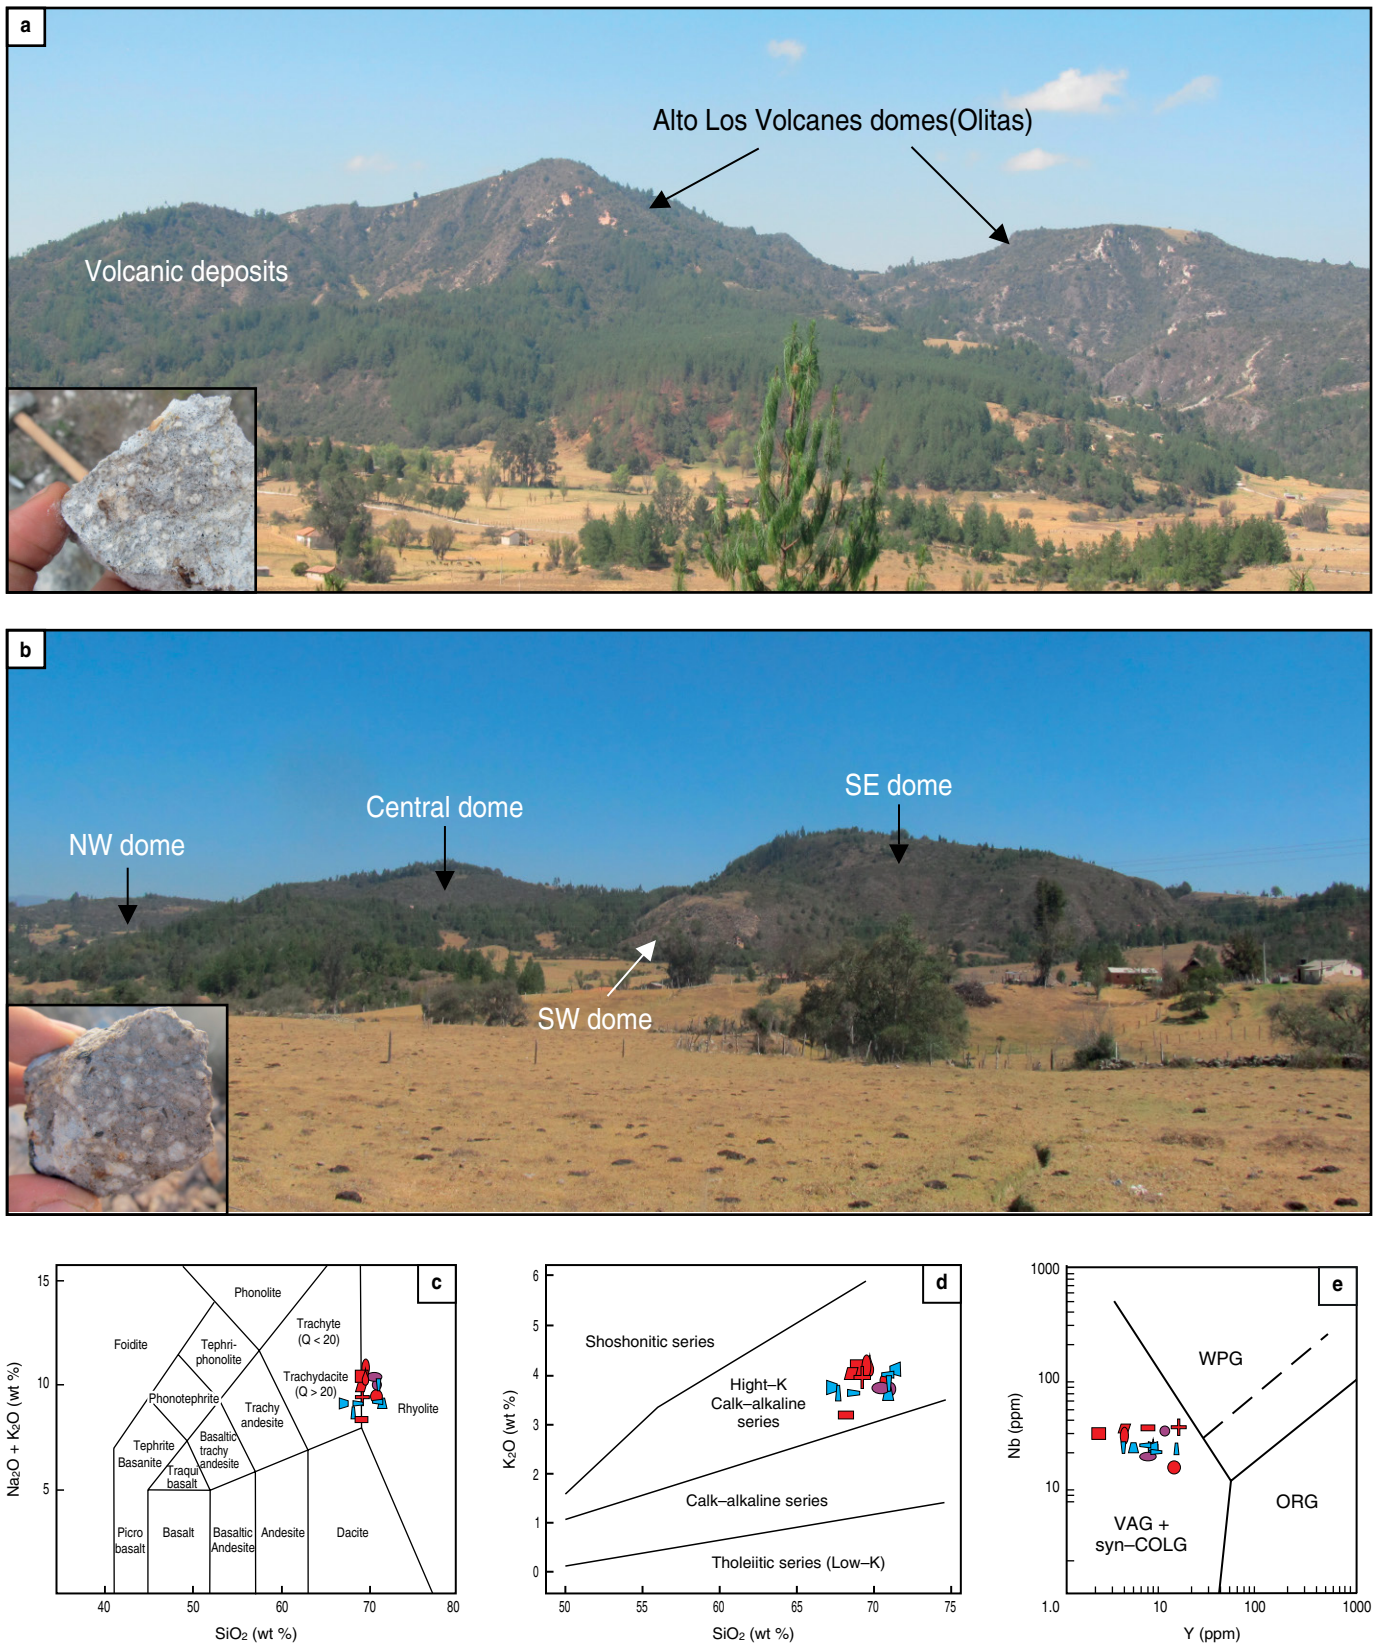 a
Alto Los Volcanes domes(Olitas)
Volcanic deposits
b
SE dome
Central dome
NW dome
SW dome
c
15
10
5
Na2O + K2O (wt %)
Phonolite
Foidite
Tephri-
phonolite
Trachyte
(Q < 20)
Trachydacite
(Q > 20)
Rhyolite
Phonotephrite
Trachy
andesite
Tephrite
Basanite
Basaltic
trachy
andesite
Traqui
basalt
Picro
basalt
Basalt
Basaltic
Andesite
Andesite
Dacite
40
50
60
70
80
SiO2 (wt %)
d
6
5
4
3
2
1
0
K2O (wt %)
Shoshonitic series
Hight–K
Calk–alkaline
series
Calk–alkaline series
Tholeiitic series (Low–K)
50
55
60
65
70
75
SiO2 (wt %)
e
1000
100
10
1.0
Nb (ppm)
WPG
ORG
VAG +
syn–COLG
10
100
1000
Y (ppm)